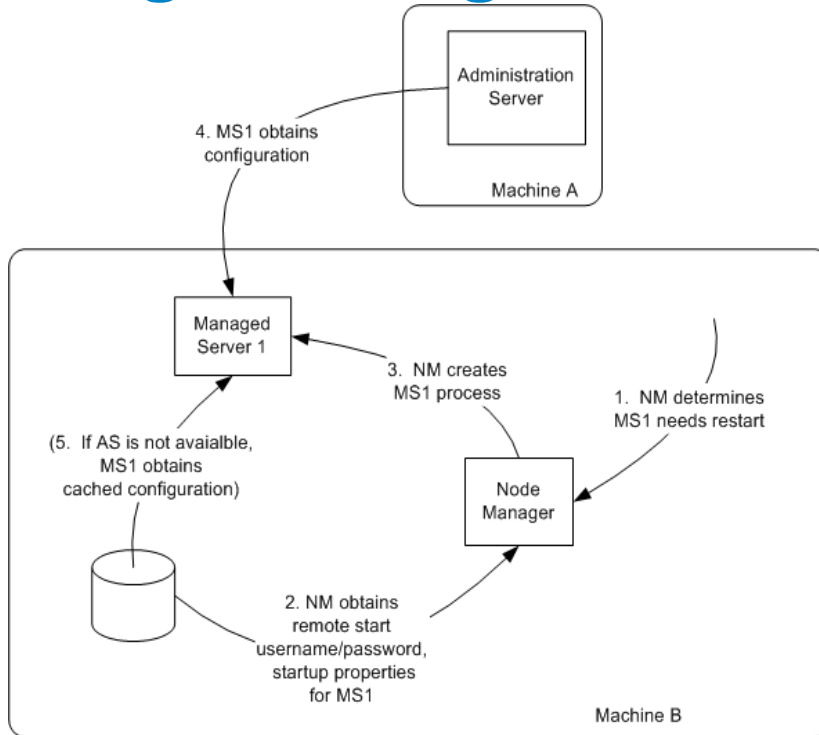 Administration
Server
4. MS1 obtains
configuration
Machine A
Managed
Server 1
3. NM creates
MS1 process
1. NM determines
MS1 needs restart
(5. If AS is not avaialble,
MS1 obtains
cached configuration)
Node
Manager
2. NM obtains
remote start
username/password,
startup properties
for MS1
Machine B